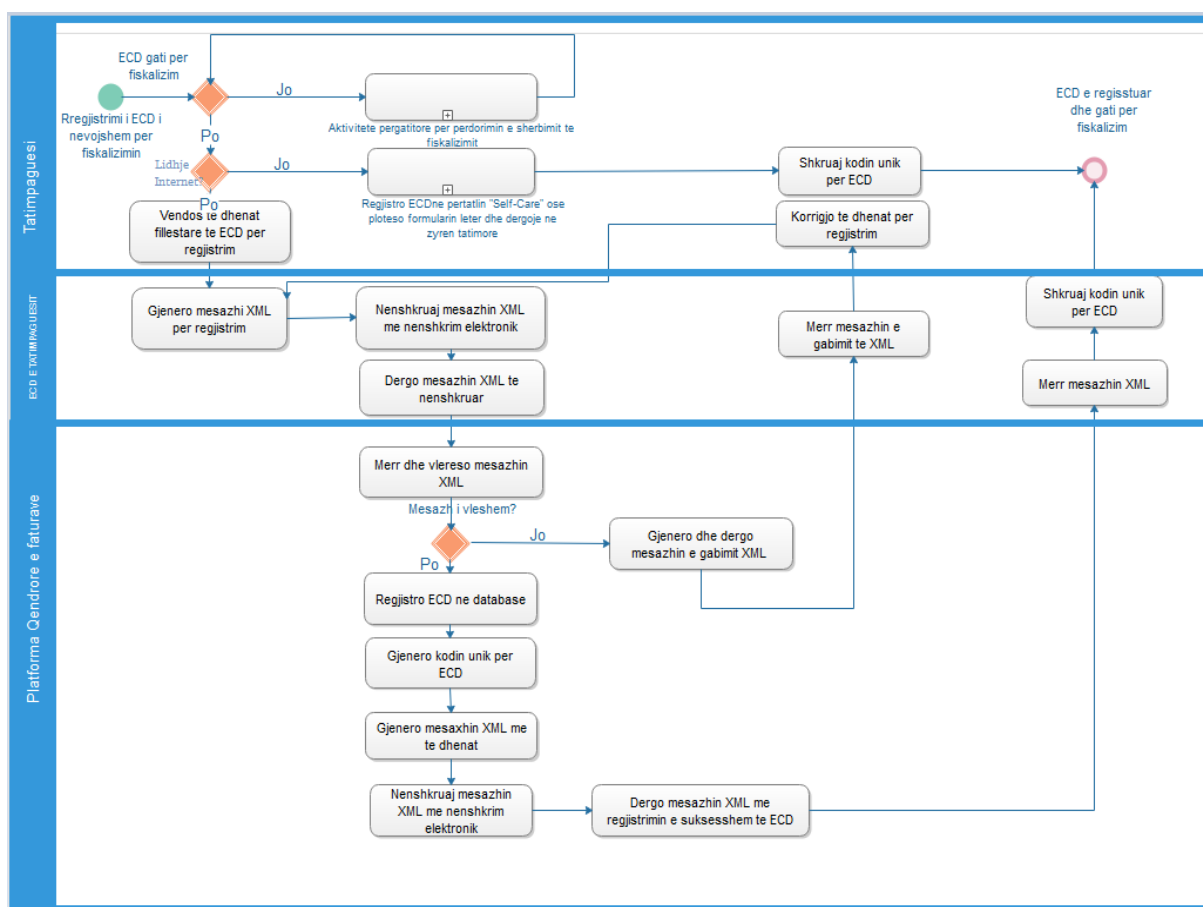 Tatimpaguesi
ECD gati per
fiskalizim
Rregjistrimi i ECD i
nevojshem per
fiskalizimin
Jo
Aktivitete pergatitore per perdorimin e sherbimit te
fiskalizimit
Po
Lidhje
Internet?
Jo
Regjistro ECDne pertatlin "Self-Care" ose
ploteso formularin leter dhe dergoje ne
zyren tatimore
Shkruaj kodin unik
per ECD
ECD e regisstuar
dhe gati per
fiskalizim
Po
Vendos te dhenat
fillestare te ECD per
regjistrim
Korrigjo te dhenat per
regjistrim
ECD E TATIMPAGUESIT
Gjenero mesazhi XML
per regjistrim
Nenshkruaj mesazhin XML
me nenshkrim elektronik
Dergo mesazhin XML te
nenshkruar
Merr mesazhin e
gabimit te XML
Shkruaj kodin unik
per ECD
Merr mesazhin XML
Platforma Qendrore e faturave
Merr dhe vlereso mesazhin
XML
Mesazh i vleshem?
Jo
Gjenero dhe dergo
mesazhin e gabimit XML
Po
Regjistro ECD ne database
Gjenero kodin unik per
ECD
Gjenero mesaxhin XML me
te dhenat
Nenshkruaj mesazhin
XML me nenshkrim
elektronik
Dergo mesazhin XML me
regjistrimin e suksesshem te ECD